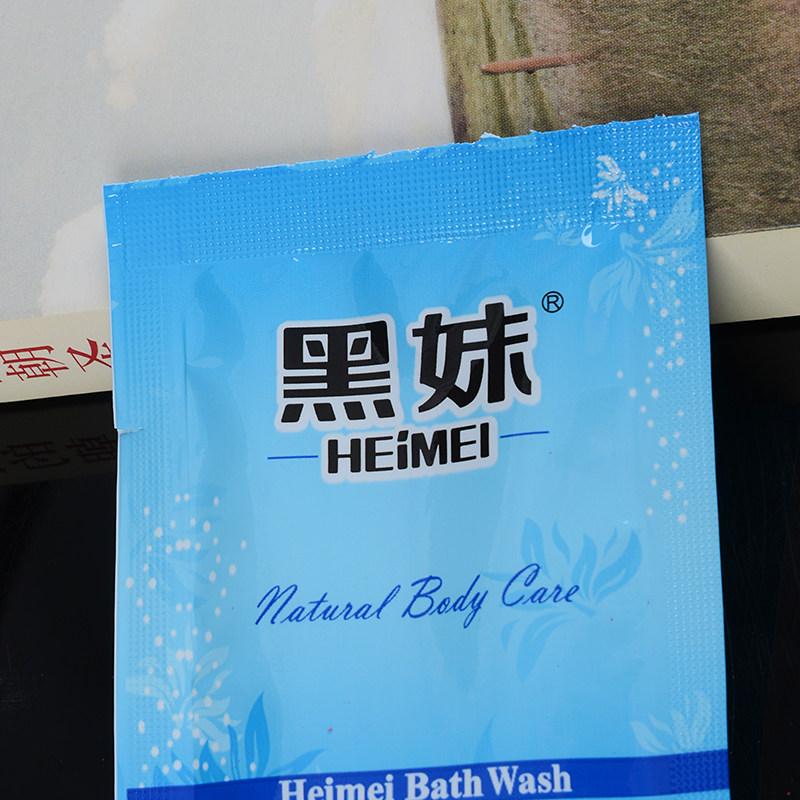 黑妹®
HEiMEI
Natural Body Care
Heimei Bath Wash